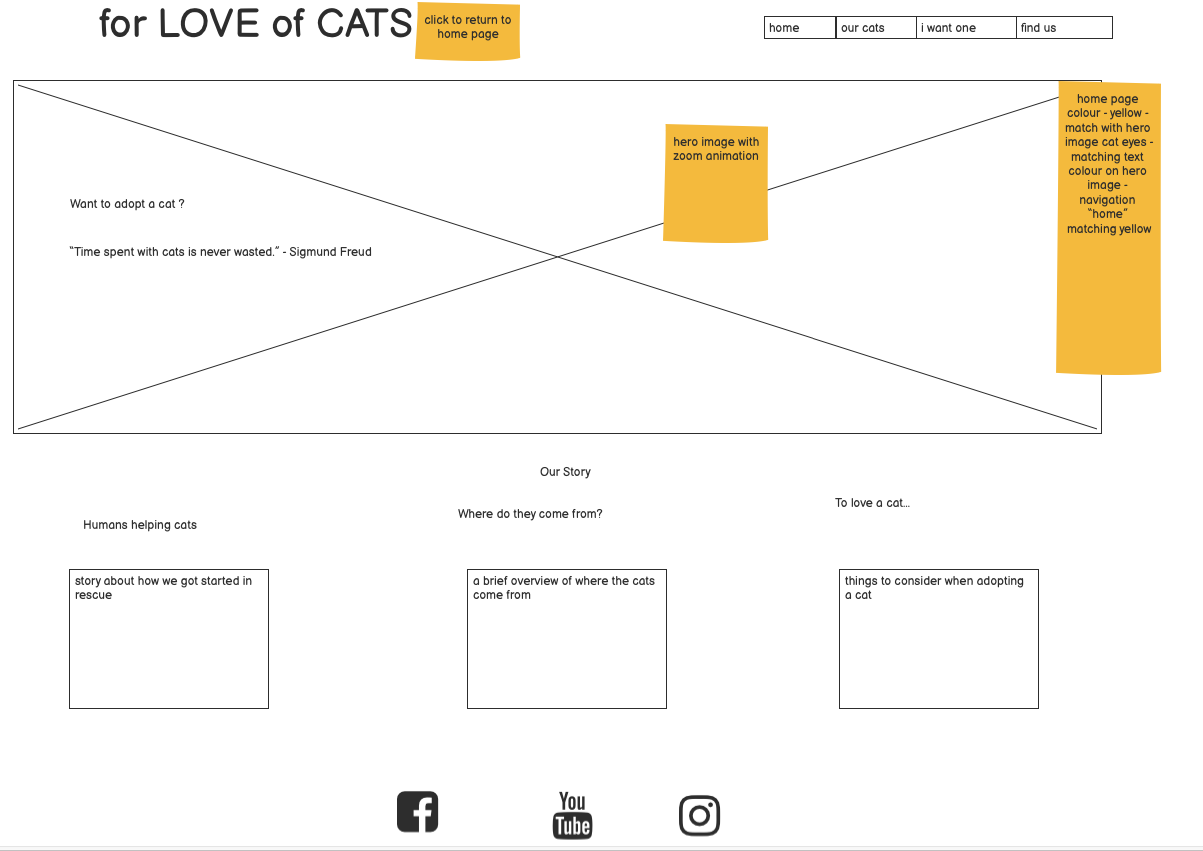 for LOVE of CATS
click to return to
home page
home
our cats
i want one
find us
home page
colour - yellow -
match with hero
image cat eyes -
matching text
colour on hero
image -
navigation
"home"
matching yellow
hero image with
zoom animation
Want to adopt a cat ?
"Time spent with cats is never wasted." - Sigmund Freud
Our Story
Humans helping cats
Where do they come from?
To love a cat...
story about how we got started in
rescue
a brief overview of where the cats
come from
things to consider when adopting
a cat
You
Tube